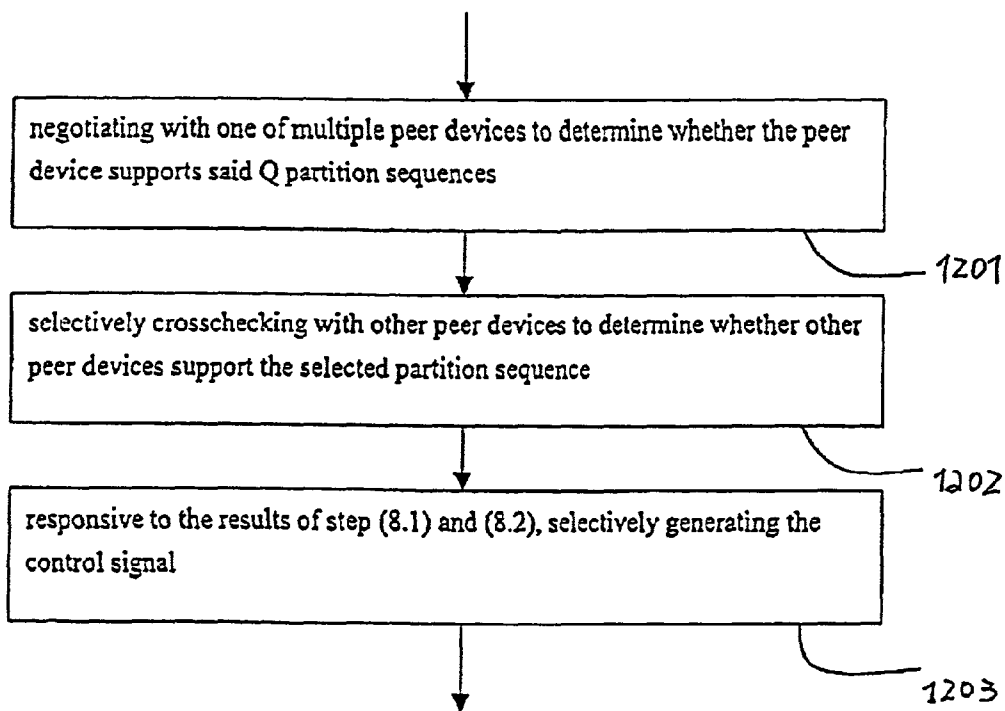 negotiating with one of multiple peer devices to determine whether the peer
device supports said Q partition sequences
1201
selectively crosschecking with other peer devices to determine whether other
peer devices support the selected partition sequence
1202
responsive to the results of step (8.1) and (8.2), selectively generating the
control signal
1203